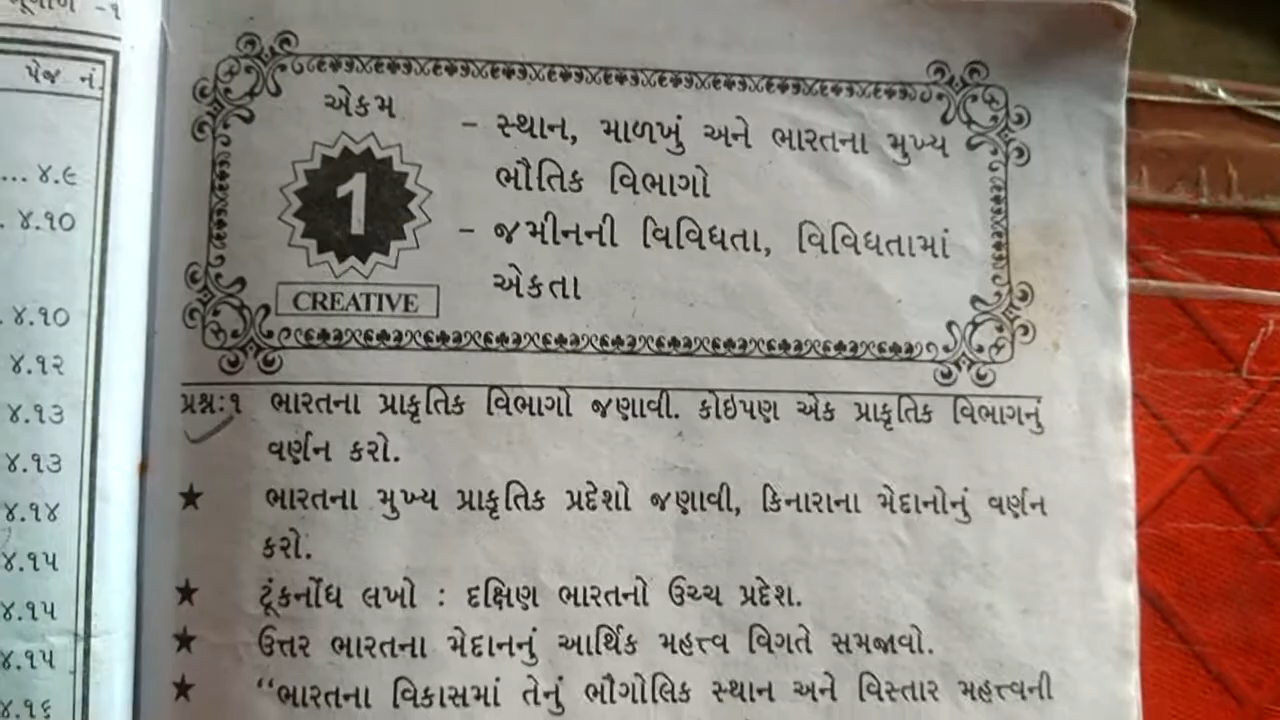 પેજ નં.
... ૪.૯
. ૪.૧૦
. ૪.૧૦
૪.૧૨
૪.૧૩
૪.૧૩
૪.૧૪
૪.૧૫
૪.૧૫
૪.૧૫
૪.૧૬
એકમ
1
CREATIVE
- સ્થાન, માળખું અને ભારતના મુખ્ય
ભૌતિક વિભાગો
- જમીનની વિવિધતા, વિવિધતામાં
એકતા
પ્રશ્ન:૧ ભારતના પ્રાકૃતિક વિભાગો જણાવી. કોઇપણ એક પ્રાકૃતિક વિભાગનું
વર્ણન કરો.
★ ભારતના મુખ્ય પ્રાકૃતિક પ્રદેશો જણાવી, કિનારાના મેદાનોનું વર્ણન
કરો.
★ ટૂંકનોંધ લખો : દક્ષિણ ભારતનો ઉચ્ચ પ્રદેશ.
★ ઉત્તર ભારતના મેદાનનું આર્થિક મહત્ત્વ વિગતે સમજાવો.
★ “ભારતના વિકાસમાં તેનું ભૌગોલિક સ્થાન અને વિસ્તાર મહત્ત્વની